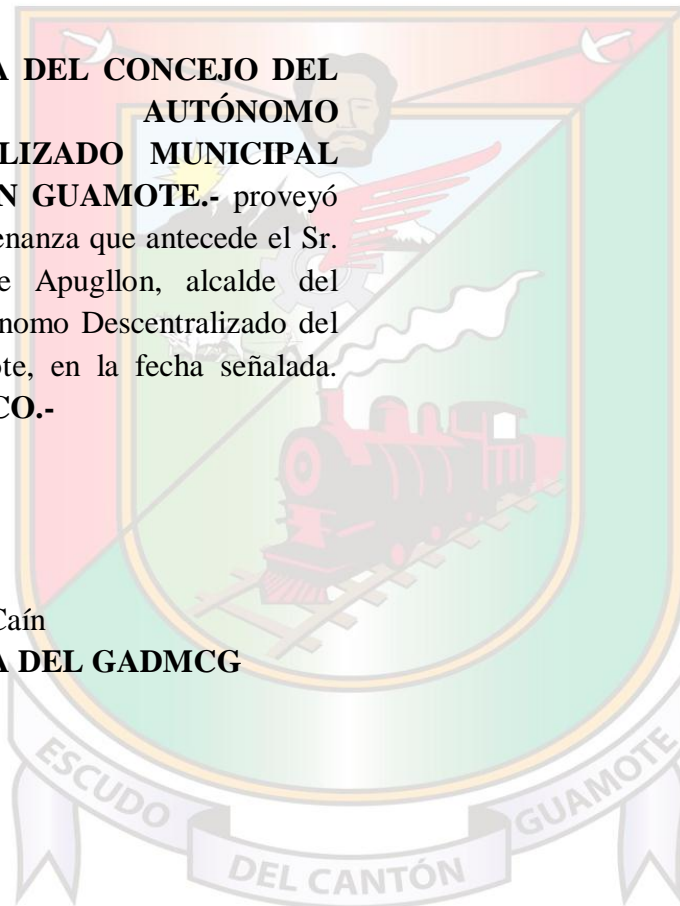 A DEL CONCEJO DEL
AUTÓNOMO
LIZADO MUNICIPAL
N GUAMOTE.- proveyó
enanza que antecede el Sr.
e Apugllon, alcalde del
nomo Descentralizado del
te, en la fecha señalada.
CO.-
Caín
A DEL GADMCG
ESCUDO
DEL CANTÓN
GUAMOTE